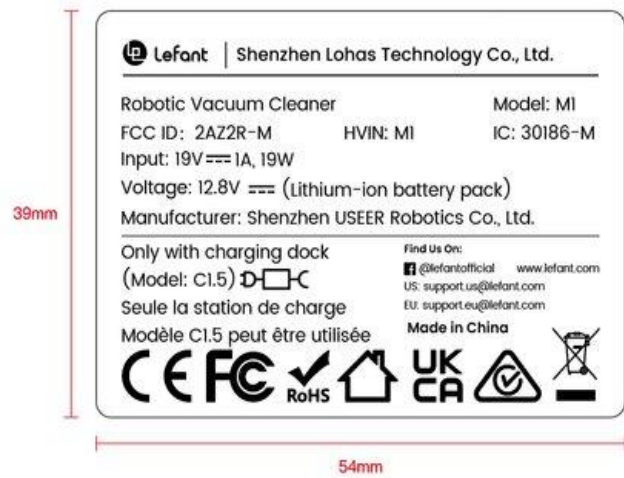 Lefant | Shenzhen Lohas Technology Co., Ltd.
Robotic Vacuum Cleaner Model: M1
FCC ID: 2AZ2R-M HVIN: M1 IC: 30186-M
Input: 19V⎓1A, 19W
Voltage: 12.8V ⎓ (Lithium-ion battery pack)
Manufacturer: Shenzhen USEER Robotics Co., Ltd.
Only with charging dock
(Model: C1.5)
Seule la station de charge
Modèle C1.5 peut être utilisée
Find Us On:
@lefantofficial www.lefant.com
US: support.us@lefant.com
EU: support.eu@lefant.com
Made in China
CE FC RoHS UK
CA
39mm
54mm